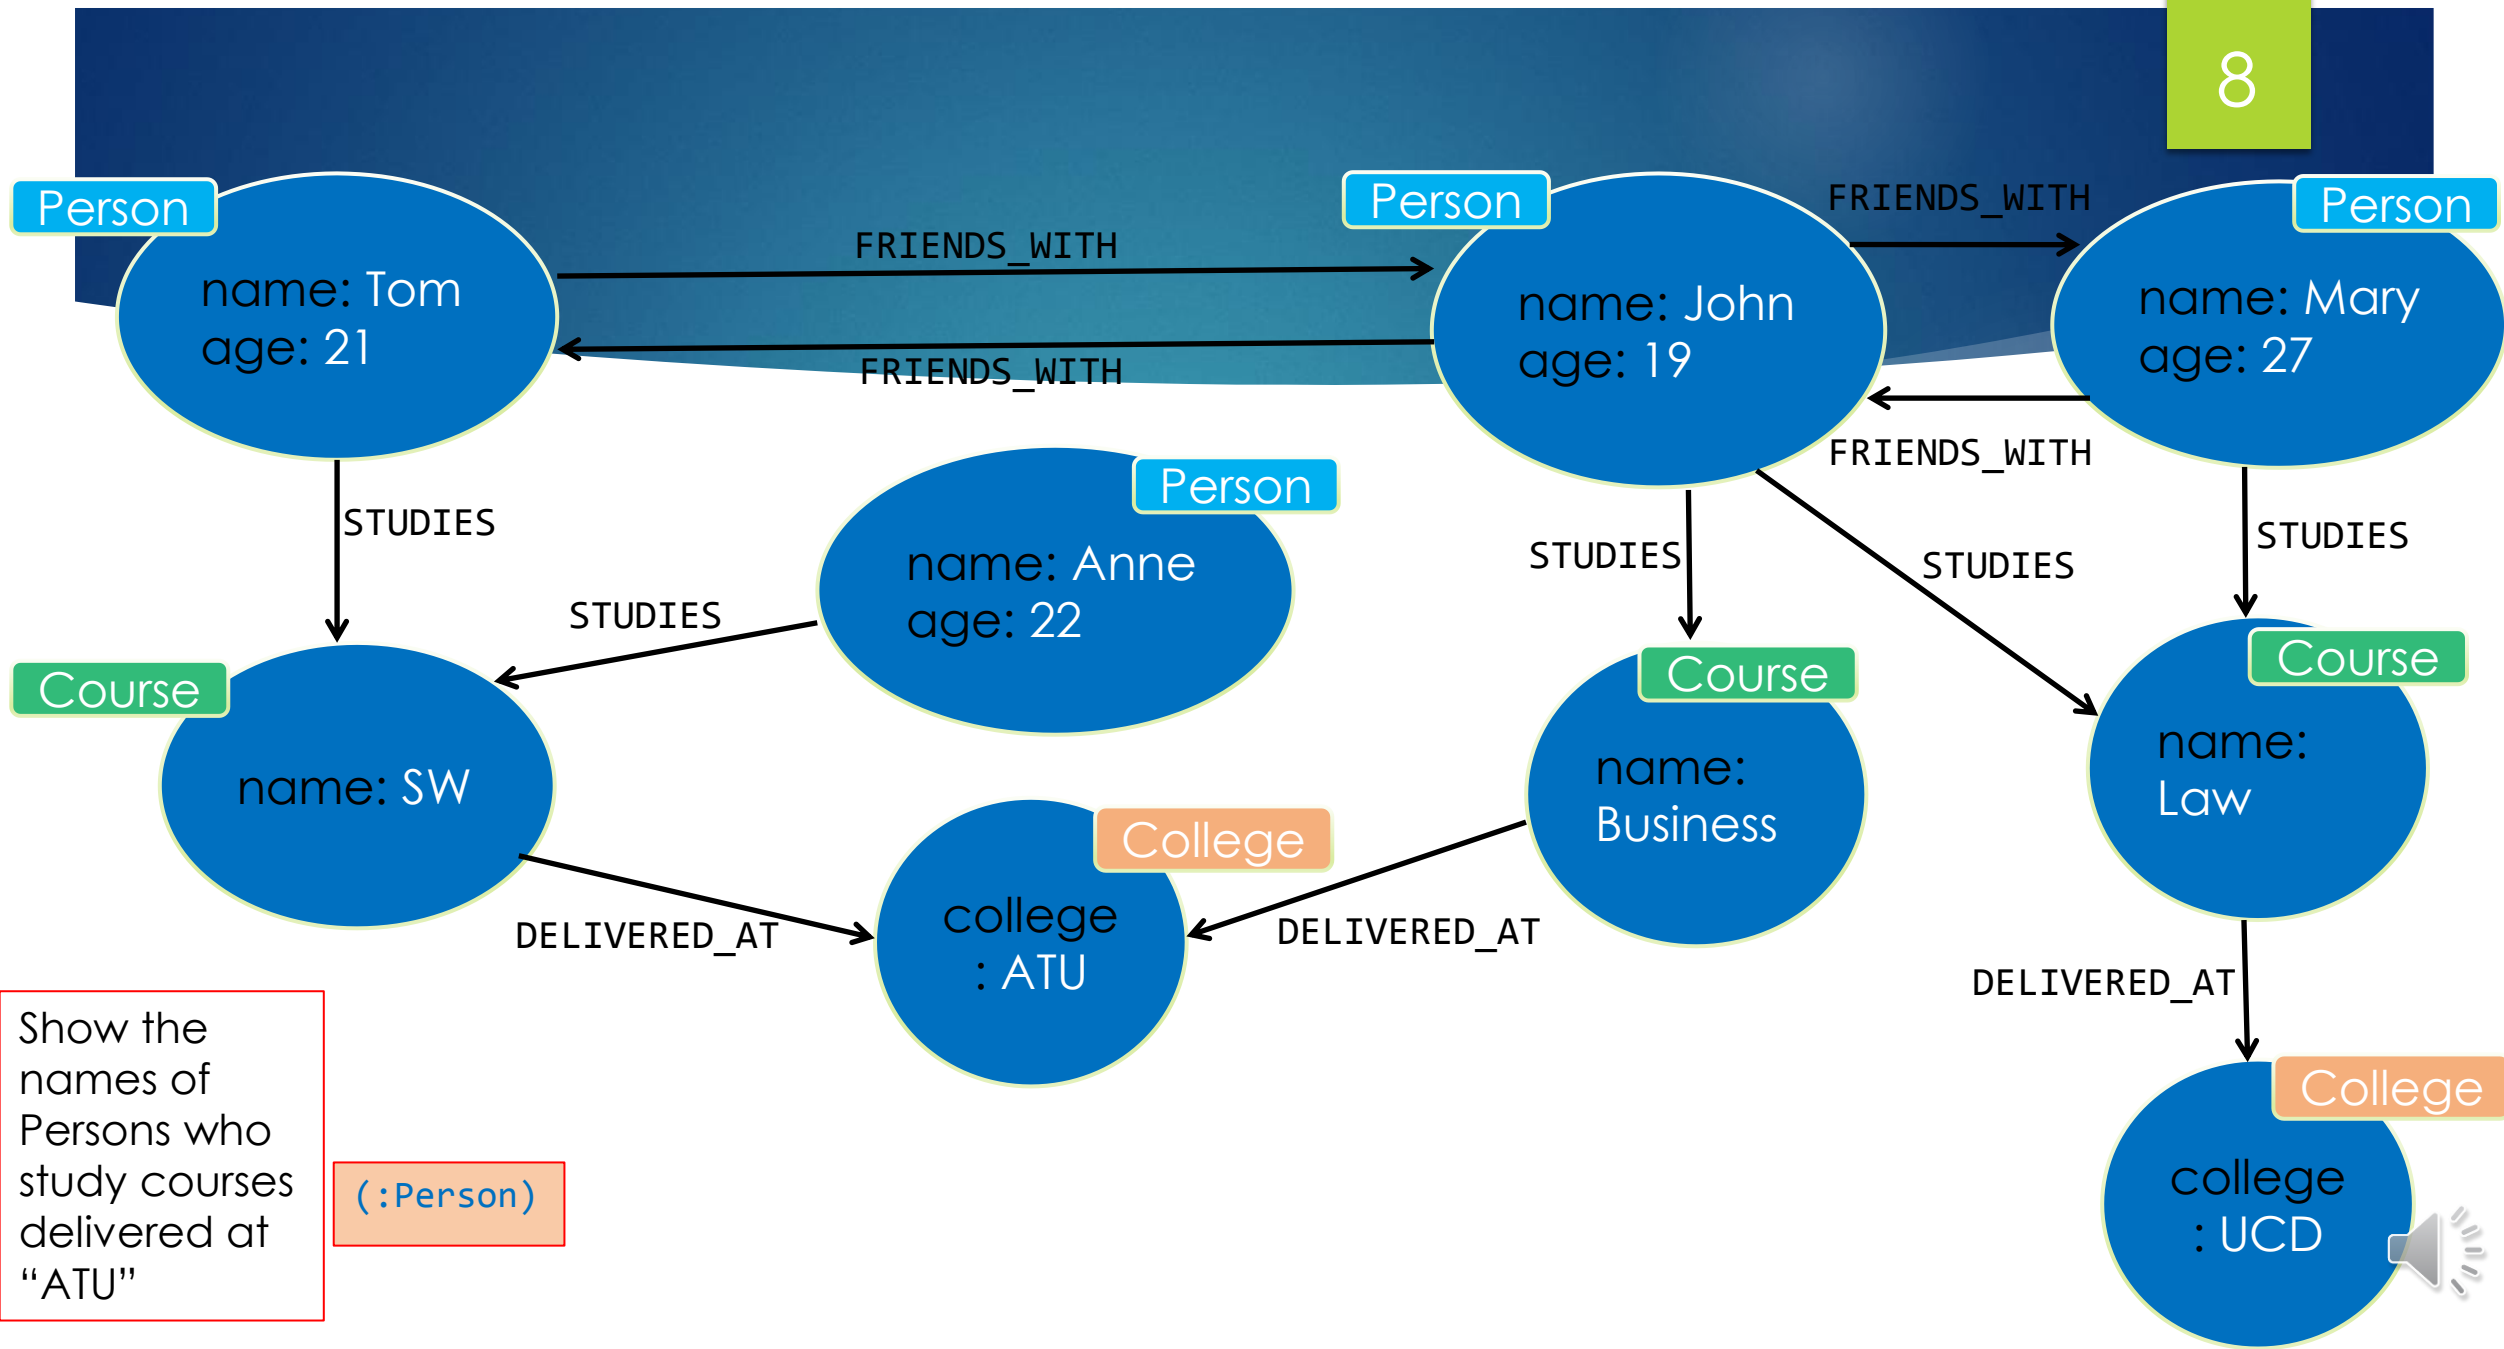 8
Person
name: Tom
age: 21
FRIENDS_WITH
FRIENDS_WITH
Person
name: John
age: 19
FRIENDS_WITH
FRIENDS_WITH
Person
name: Mary
age: 27
STUDIES
STUDIES
Person
name: Anne
age: 22
STUDIES
STUDIES
STUDIES
Course
name: SW
Course
name:
Business
Course
name:
Law
DELIVERED_AT
College
college
: ATU
DELIVERED_AT
DELIVERED_AT
College
college
: UCD
Show the
names of
Persons who
study courses
delivered at
“ATU”
(:Person)